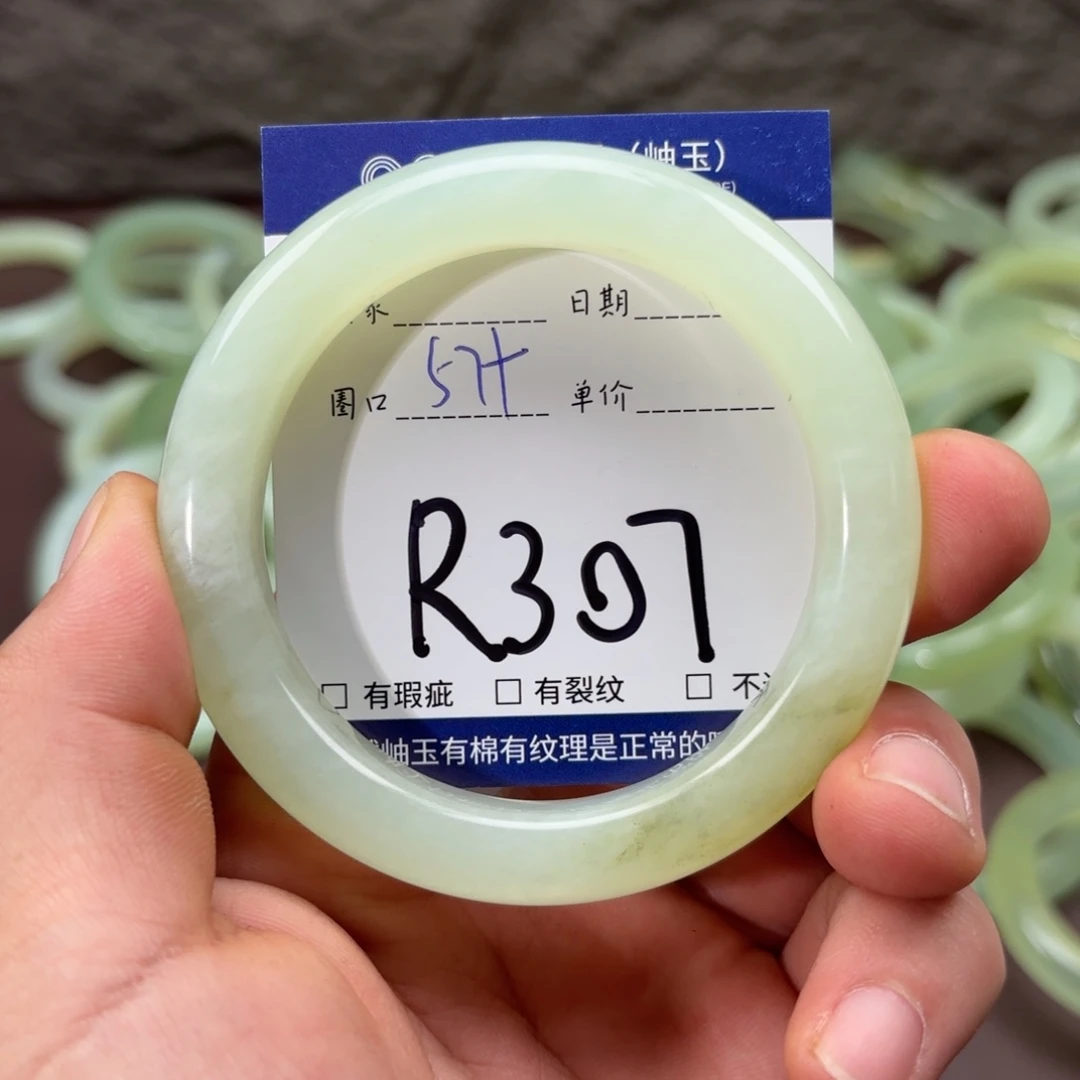 (岫玉)
日期
圈口 57+ 单价
R307
□ 有瑕疵 □ 有裂纹 □ 不
岫玉有棉有纹理是正常的